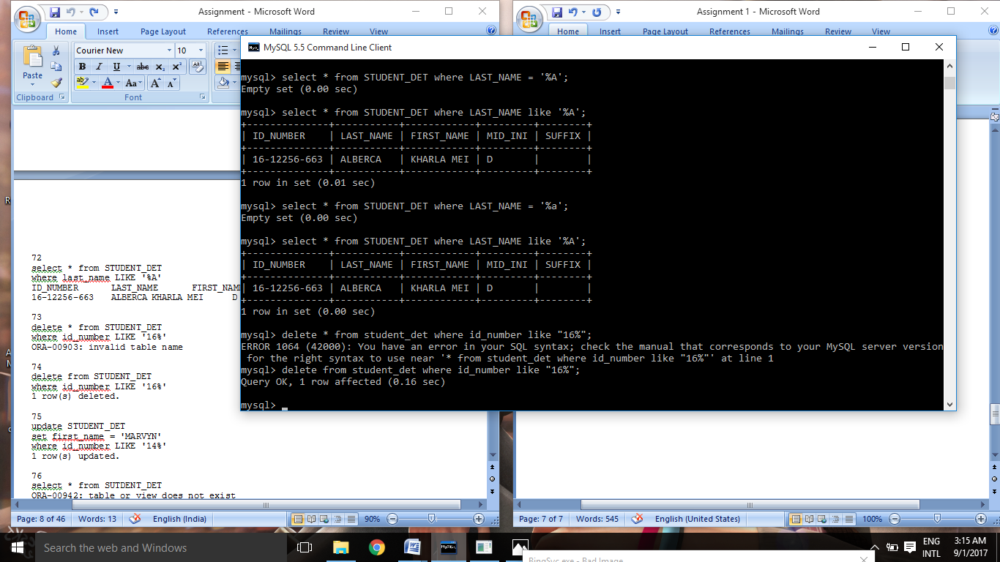 Assignment - Microsoft Word
Assignment 1 - Microsoft Word
Home Insert Page Layout References Mailings Review View
Home Insert Page Layout References Mailings Review View
Courier New 10
Paste
Clipboard
Font
MySQL 5.5 Command Line Client
mysql> select * from STUDENT_DET where LAST_NAME = '%A';
Empty set (0.00 sec)
mysql> select * from STUDENT_DET where LAST_NAME like '%A';
+--------------+-----------+------------+---------+--------+
| ID_NUMBER | LAST_NAME | FIRST_NAME | MID_INI | SUFFIX |
+--------------+-----------+------------+---------+--------+
| 16-12256-663 | ALBERCA | KHARLA MEI | D | |
+--------------+-----------+------------+---------+--------+
1 row in set (0.01 sec)
mysql> select * from STUDENT_DET where LAST_NAME = '%a';
Empty set (0.00 sec)
mysql> select * from STUDENT_DET where LAST_NAME like '%A';
+--------------+-----------+------------+---------+--------+
| ID_NUMBER | LAST_NAME | FIRST_NAME | MID_INI | SUFFIX |
+--------------+-----------+------------+---------+--------+
| 16-12256-663 | ALBERCA | KHARLA MEI | D | |
+--------------+-----------+------------+---------+--------+
1 row in set (0.00 sec)
mysql> delete * from student_det where id_number like "16%";
ERROR 1064 (42000): You have an error in your SQL syntax; check the manual that corresponds to your MySQL server version
for the right syntax to use near '* from student_det where id_number like "16%"' at line 1
mysql> delete from student_det where id_number like "16%";
Query OK, 1 row affected (0.16 sec)
mysql>
72
select * from STUDENT_DET
where last_name LIKE '%A'
ID_NUMBER LAST_NAME FIRST_NAM
16-12256-663 ALBERCA KHARLA MEI D
73
delete * from STUDENT_DET
where id_number LIKE '16%'
ORA-00903: invalid table name
74
delete from STUDENT_DET
where id_number LIKE '16%'
1 row(s) deleted.
75
update STUDENT_DET
set first_name = 'MARVYN'
where id_number LIKE '14%'
1 row(s) updated.
76
select * from SUTDENT_DET
ORA-00942: table or view does not exist
Page: 8 of 46 Words: 13 English (India) 90%
Page: 7 of 7 Words: 545 English (United States) 100%
Search the web and Windows
ENG
INTL
3:15 AM
9/1/2017
BingSvc.exe - Bad Image